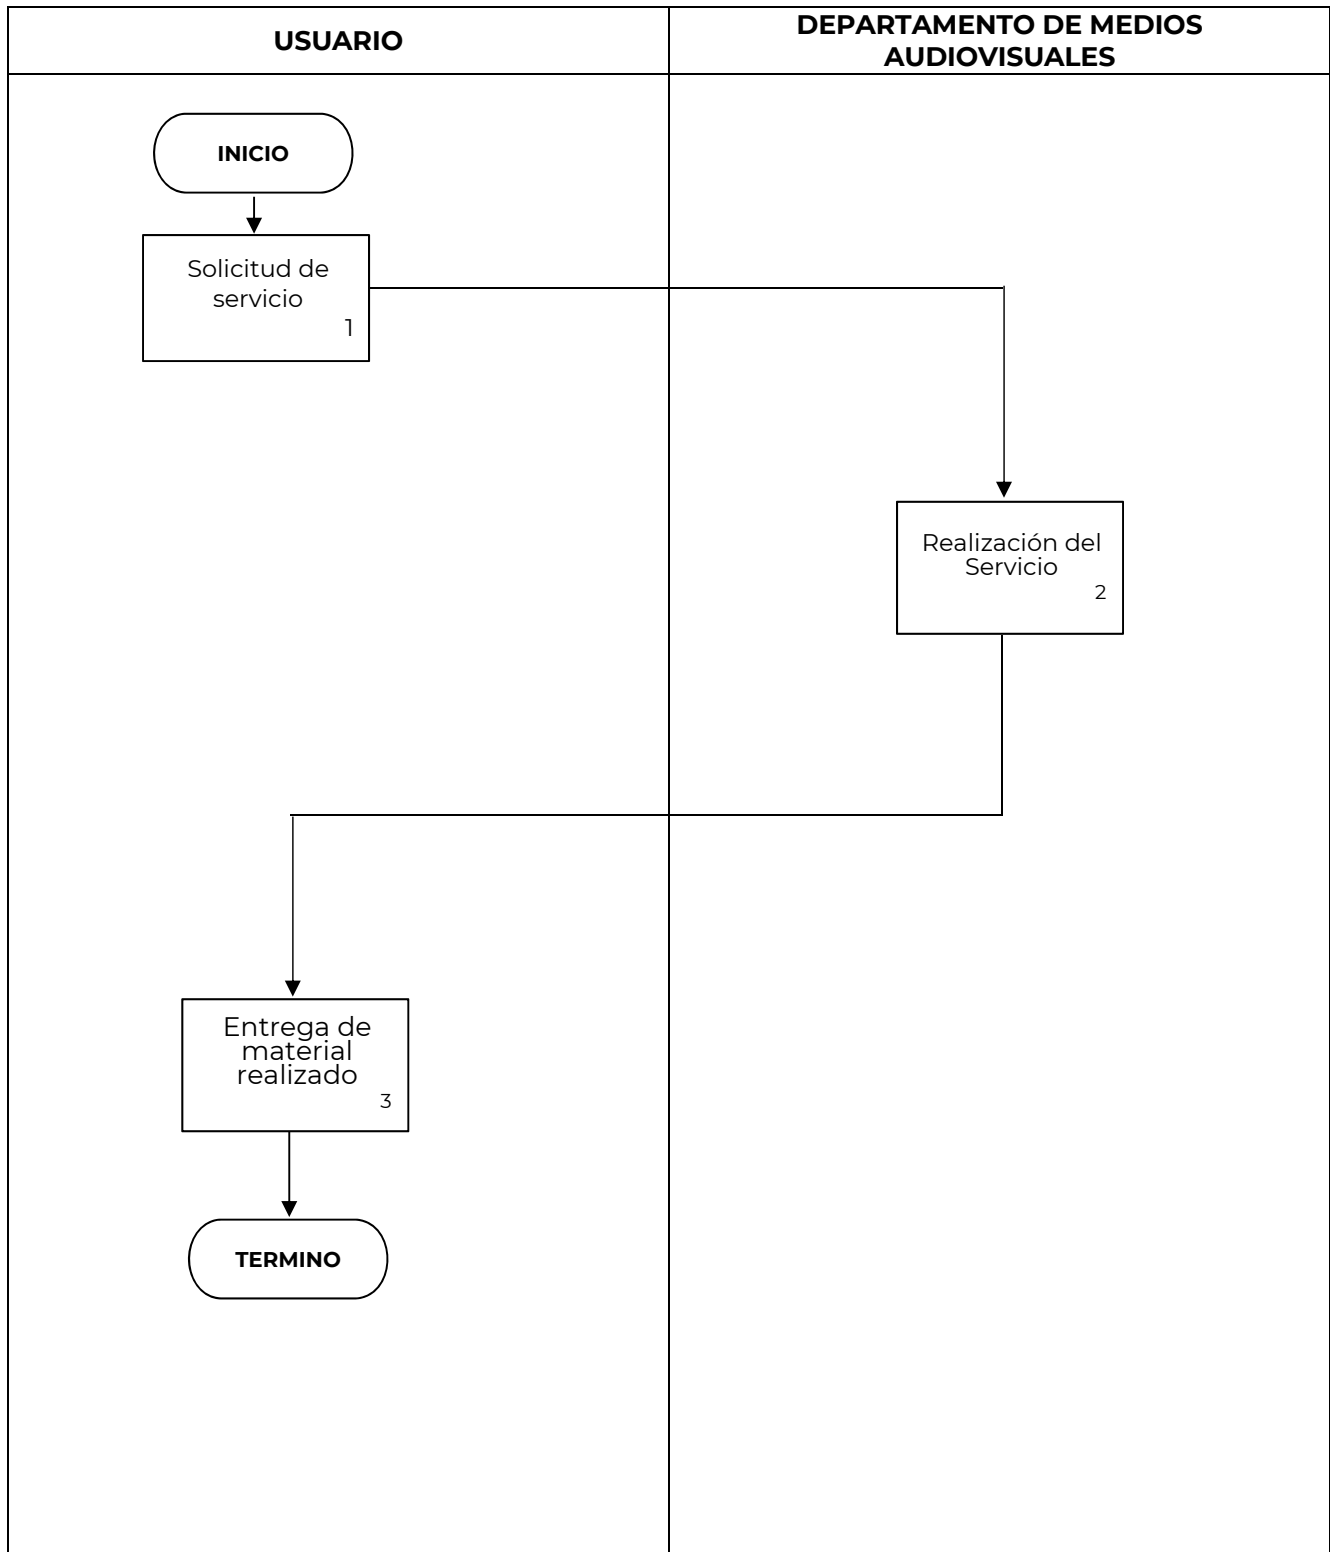 USUARIO
DEPARTAMENTO DE MEDIOS
AUDIOVISUALES
INICIO
Solicitud de
servicio
1
Realización del
Servicio
2
Entrega de
material
realizado
3
TERMINO